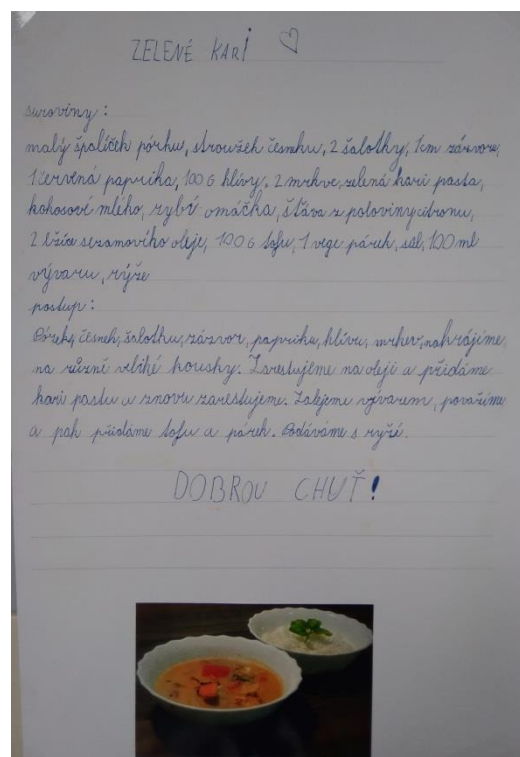 ZELENÉ KARI
suroviny:
malý špalíček pórku, stroužek česneku, 2 šalotky, 1cm zázvoru,
1 červená paprika, 100 G hlívy, 2 mrkve, zelená kari pasta,
kokosové mlého, rybí omáčka, šťáva z poloviny citronu,
2 lžíce sezamového oleje, 100 G tofu, 1 vege párek, sůl, 100 ml
vývaru, rýže
postup:
Pórek, česnek, šalotku, zázvor, papriku, hlívu, mrkev, nakrájíme
na různě veliké kousky. Zarestujeme na oleji a přidáme
kari pastu a znovu zarestujeme. Zalejeme vývarem, povaříme
a pak přidáme tofu a párek. Podáváme s rýží.
DOBROU CHUŤ!